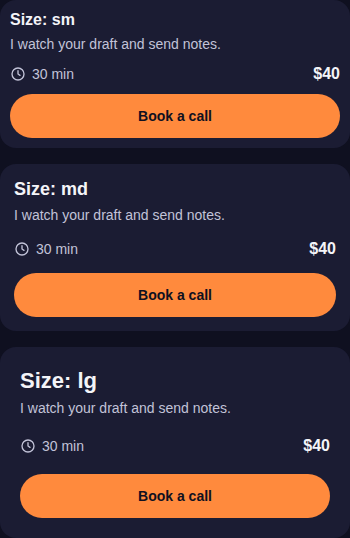 Size: sm
I watch your draft and send notes.
30 min $40
Book a call
Size: md
I watch your draft and send notes.
30 min $40
Book a call
Size: lg
I watch your draft and send notes.
30 min $40
Book a call